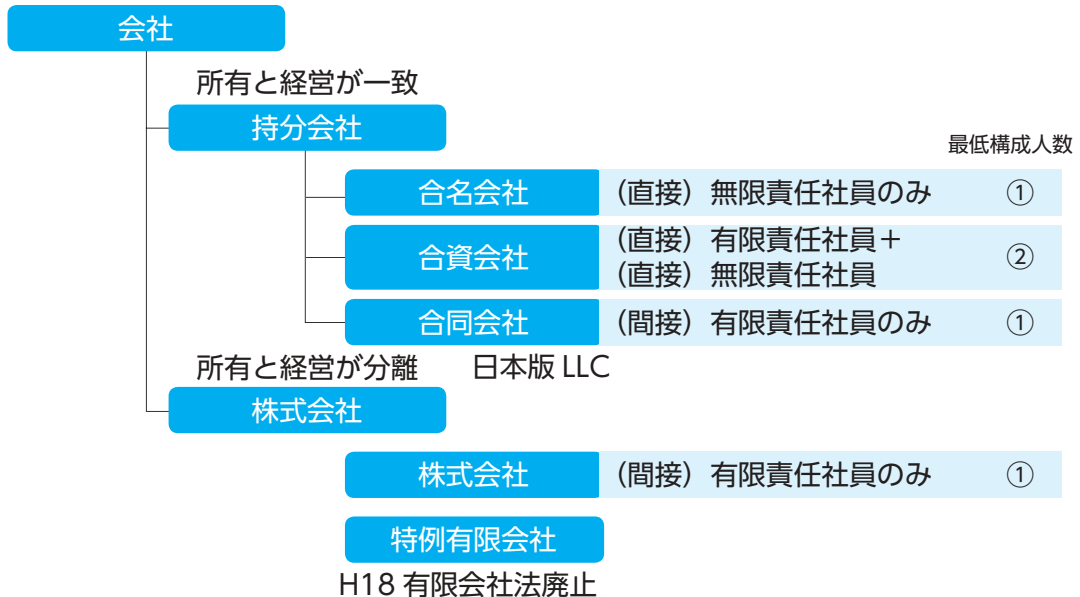 会社
所有と経営が一致
持分会社
最低構成人数
合名会社 (直接) 無限責任社員のみ ①
合資会社 (直接) 有限責任社員+
(直接) 無限責任社員 ②
合同会社 (間接) 有限責任社員のみ ①
所有と経営が分離 日本版 LLC
株式会社
株式会社 (間接) 有限責任社員のみ ①
特例有限会社
H18 有限会社法廃止